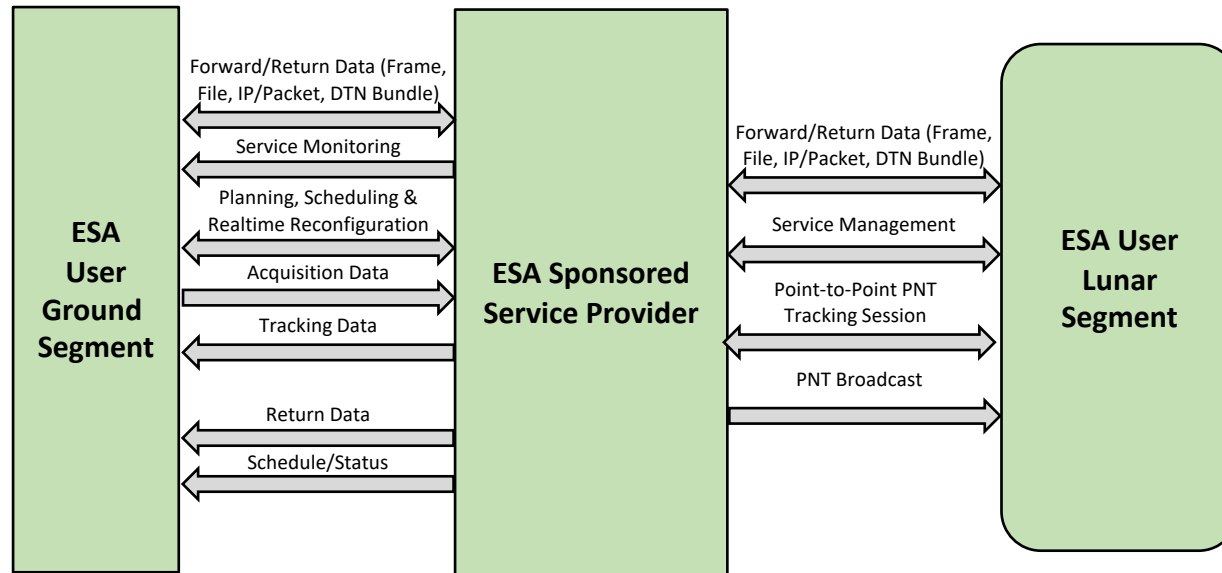 ESA
User
Ground
Segment
Forward/Return Data (Frame,
File, IP/Packet, DTN Bundle)
Service Monitoring
Planning, Scheduling &
Realtime Reconfiguration
Acquisition Data
Tracking Data
Return Data
Schedule/Status
ESA Sponsored
Service Provider
Forward/Return Data (Frame,
File, IP/Packet, DTN Bundle)
Service Management
Point-to-Point PNT
Tracking Session
PNT Broadcast
ESA User
Lunar
Segment